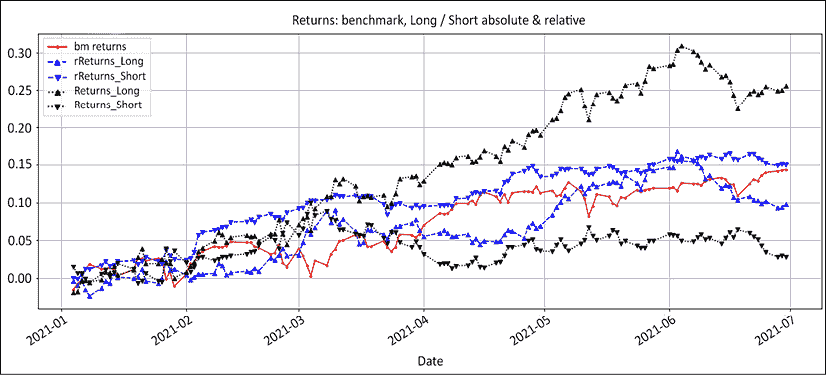 Returns: benchmark, Long / Short absolute & relative
bm returns
rReturns_Long
rReturns_Short
Returns_Long
Returns_Short
0.30
0.25
0.20
0.15
0.10
0.05
0.00
2021-01
2021-02
2021-03
2021-04
2021-05
2021-06
2021-07
Date